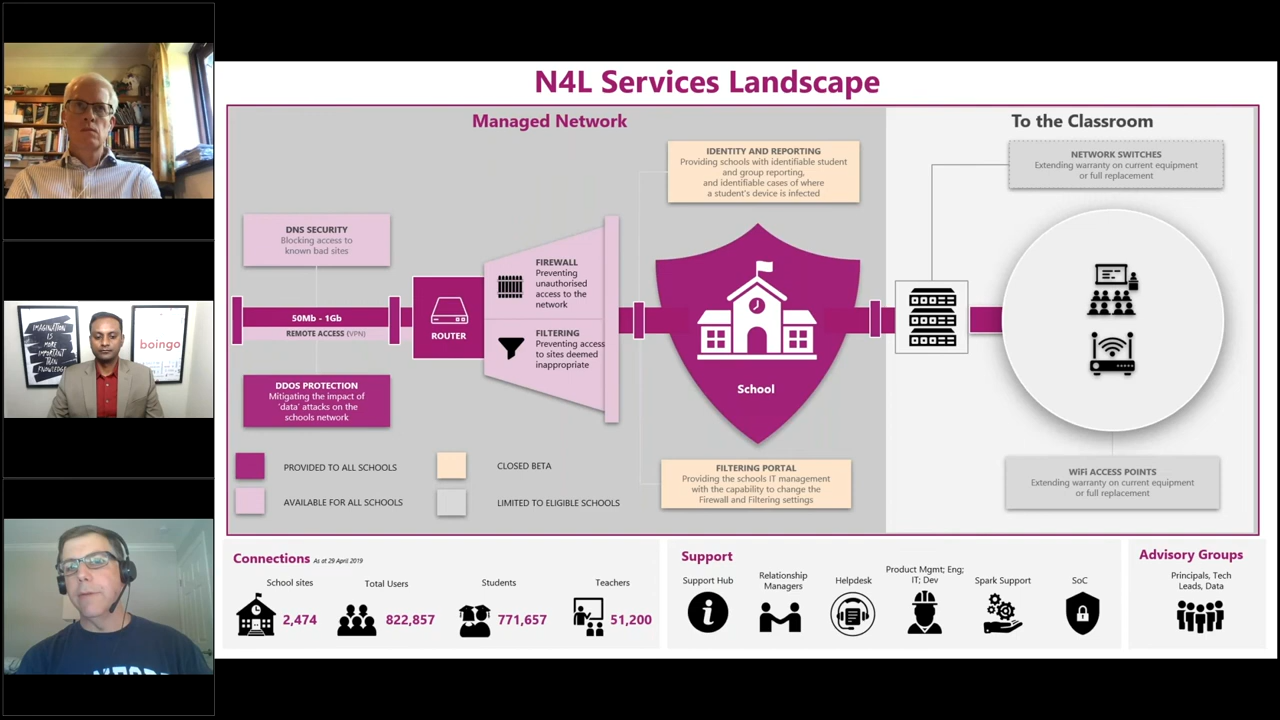 N4L Services Landscape
Managed Network
To the Classroom
IDENTITY AND REPORTING
Providing schools with identifiable student
and group reporting,
and identifiable cases of where
a student's device is infected
NETWORK SWITCHES
Extending warranty on current equipment
or full replacement
DNS SECURITY
Blocking access to
known bad sites
50Mb - 1Gb
REMOTE ACCESS (VPN)
DDOS PROTECTION
Mitigating the impact of
'data' attacks on the
schools network
ROUTER
FIREWALL
Preventing
unauthorised
access to the
network
FILTERING
Preventing access
to sites deemed
inappropriate
School
FILTERING PORTAL
Providing the schools IT management
with the capability to change the
Firewall and Filtering settings
WiFi ACCESS POINTS
Extending warranty on current equipment
or full replacement
PROVIDED TO ALL SCHOOLS
CLOSED BETA
AVAILABLE FOR ALL SCHOOLS
LIMITED TO ELIGIBLE SCHOOLS
Connections As at 29 April 2019
School sites
2,474
Total Users
822,857
Students
771,657
Teachers
51,200
Support
Support Hub
Relationship
Managers
Helpdesk
Product Mgmt; Eng;
IT; Dev
Spark Support
SoC
Advisory Groups
Principals, Tech
Leads, Data
IMAGINATION
IS
MORE
IMPORTANT
THAN
KNOWLEDGE
boingo